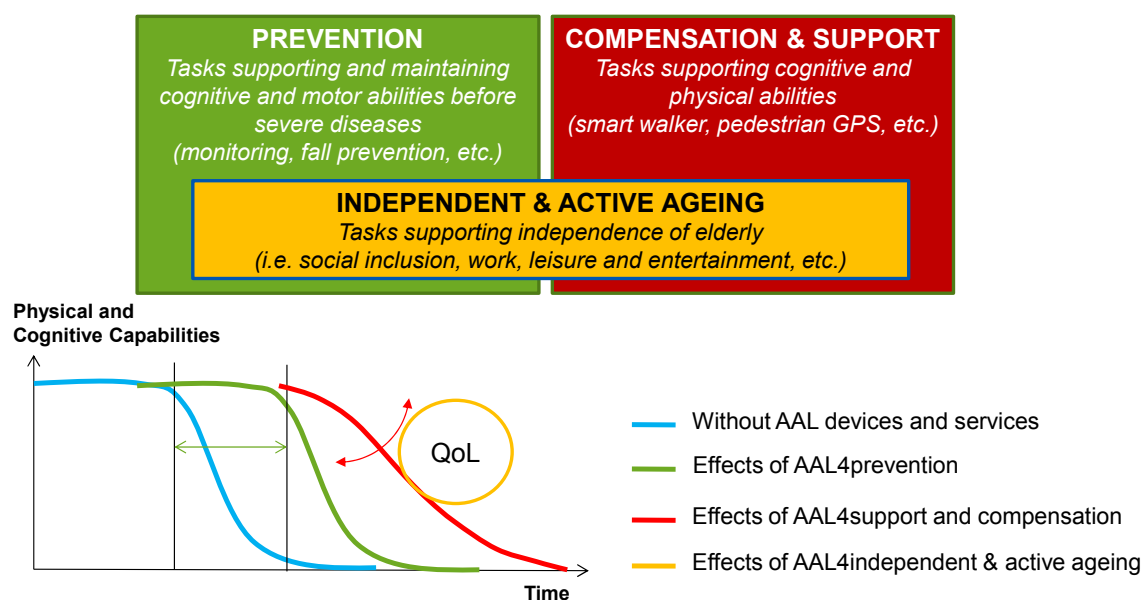 PREVENTION
Tasks supporting and maintaining
cognitive and motor abilities before
severe diseases
(monitoring, fall prevention, etc.)
COMPENSATION & SUPPORT
Tasks supporting cognitive and
physical abilities
(smart walker, pedestrian GPS, etc.)
INDEPENDENT & ACTIVE AGEING
Tasks supporting independence of elderly
(i.e. social inclusion, work, leisure and entertainment, etc.)
Physical and
Cognitive Capabilities
QoL
Time
Without AAL devices and services
Effects of AAL4prevention
Effects of AAL4support and compensation
Effects of AAL4independent & active ageing